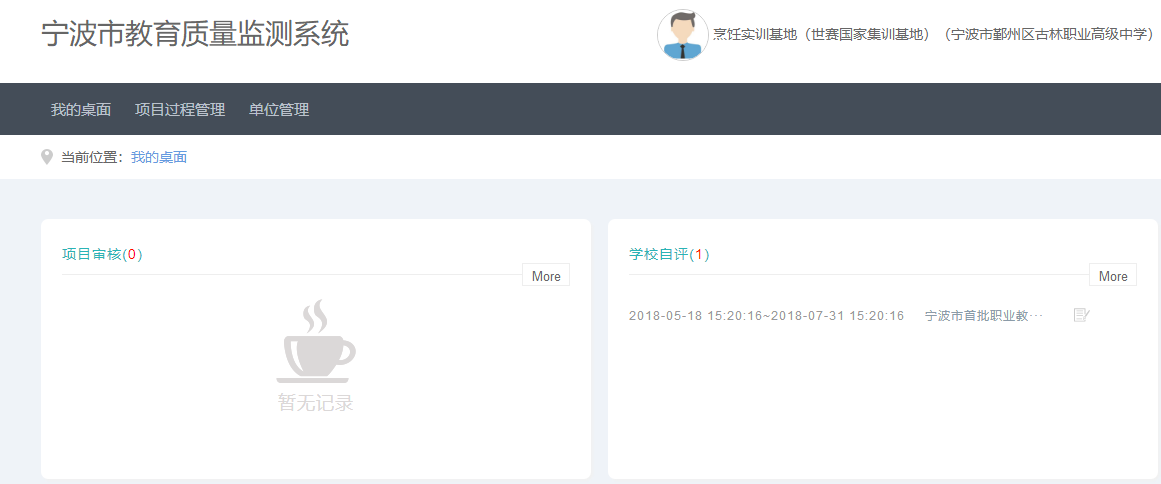 宁波市教育质量监测系统
烹饪实训基地（世赛国家集训基地）（宁波市鄞州区古林职业高级中学）
我的桌面 项目过程管理 单位管理
当前位置：我的桌面
项目审核(0)
More
暂无记录
学校自评(1)
More
2018-05-18 15:20:16~2018-07-31 15:20:16 宁波市首批职业教···